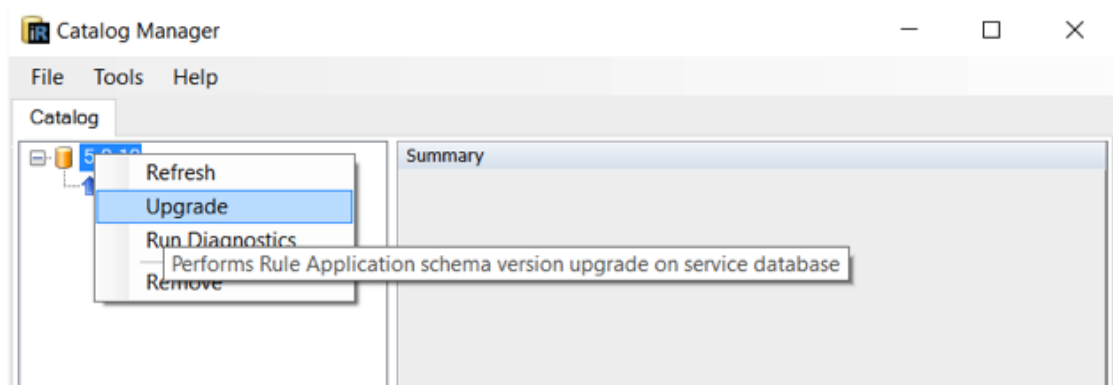 iR Catalog Manager
File Tools Help
Catalog
Summary
Refresh
Upgrade
Run Diagnostics
Performs Rule Application schema version upgrade on service database
Remove